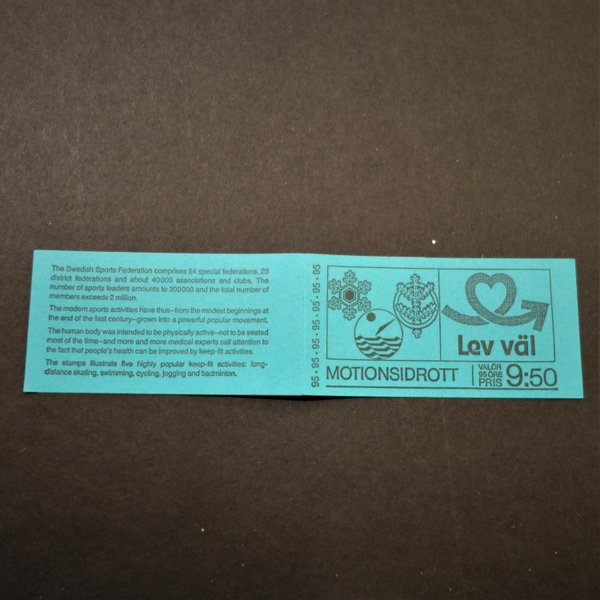 The Swedish Sports Federation comprises 54 special federations, 23
district federations and about 40 000 associations and clubs. The
number of sports leaders amounts to 300 000 and the total number of
members exceeds 2 million.
The modern sports activities have thus–from the modest beginnings at
the end of the last century–grown into a powerful popular movement.
The human body was intended to be physically active–not to be seated
most of the time–and more and more medical experts call attention to
the fact that people's health can be improved by keep-fit activities.
The stamps illustrate five highly popular keep-fit activities: long-
distance skating, swimming, cycling, jogging and badminton.
95 • 95 • 95 • 95 • 95 • 95 • 95
Lev väl
MOTIONSIDROTT
VALÖR
95 ÖRE
PRIS 9:50